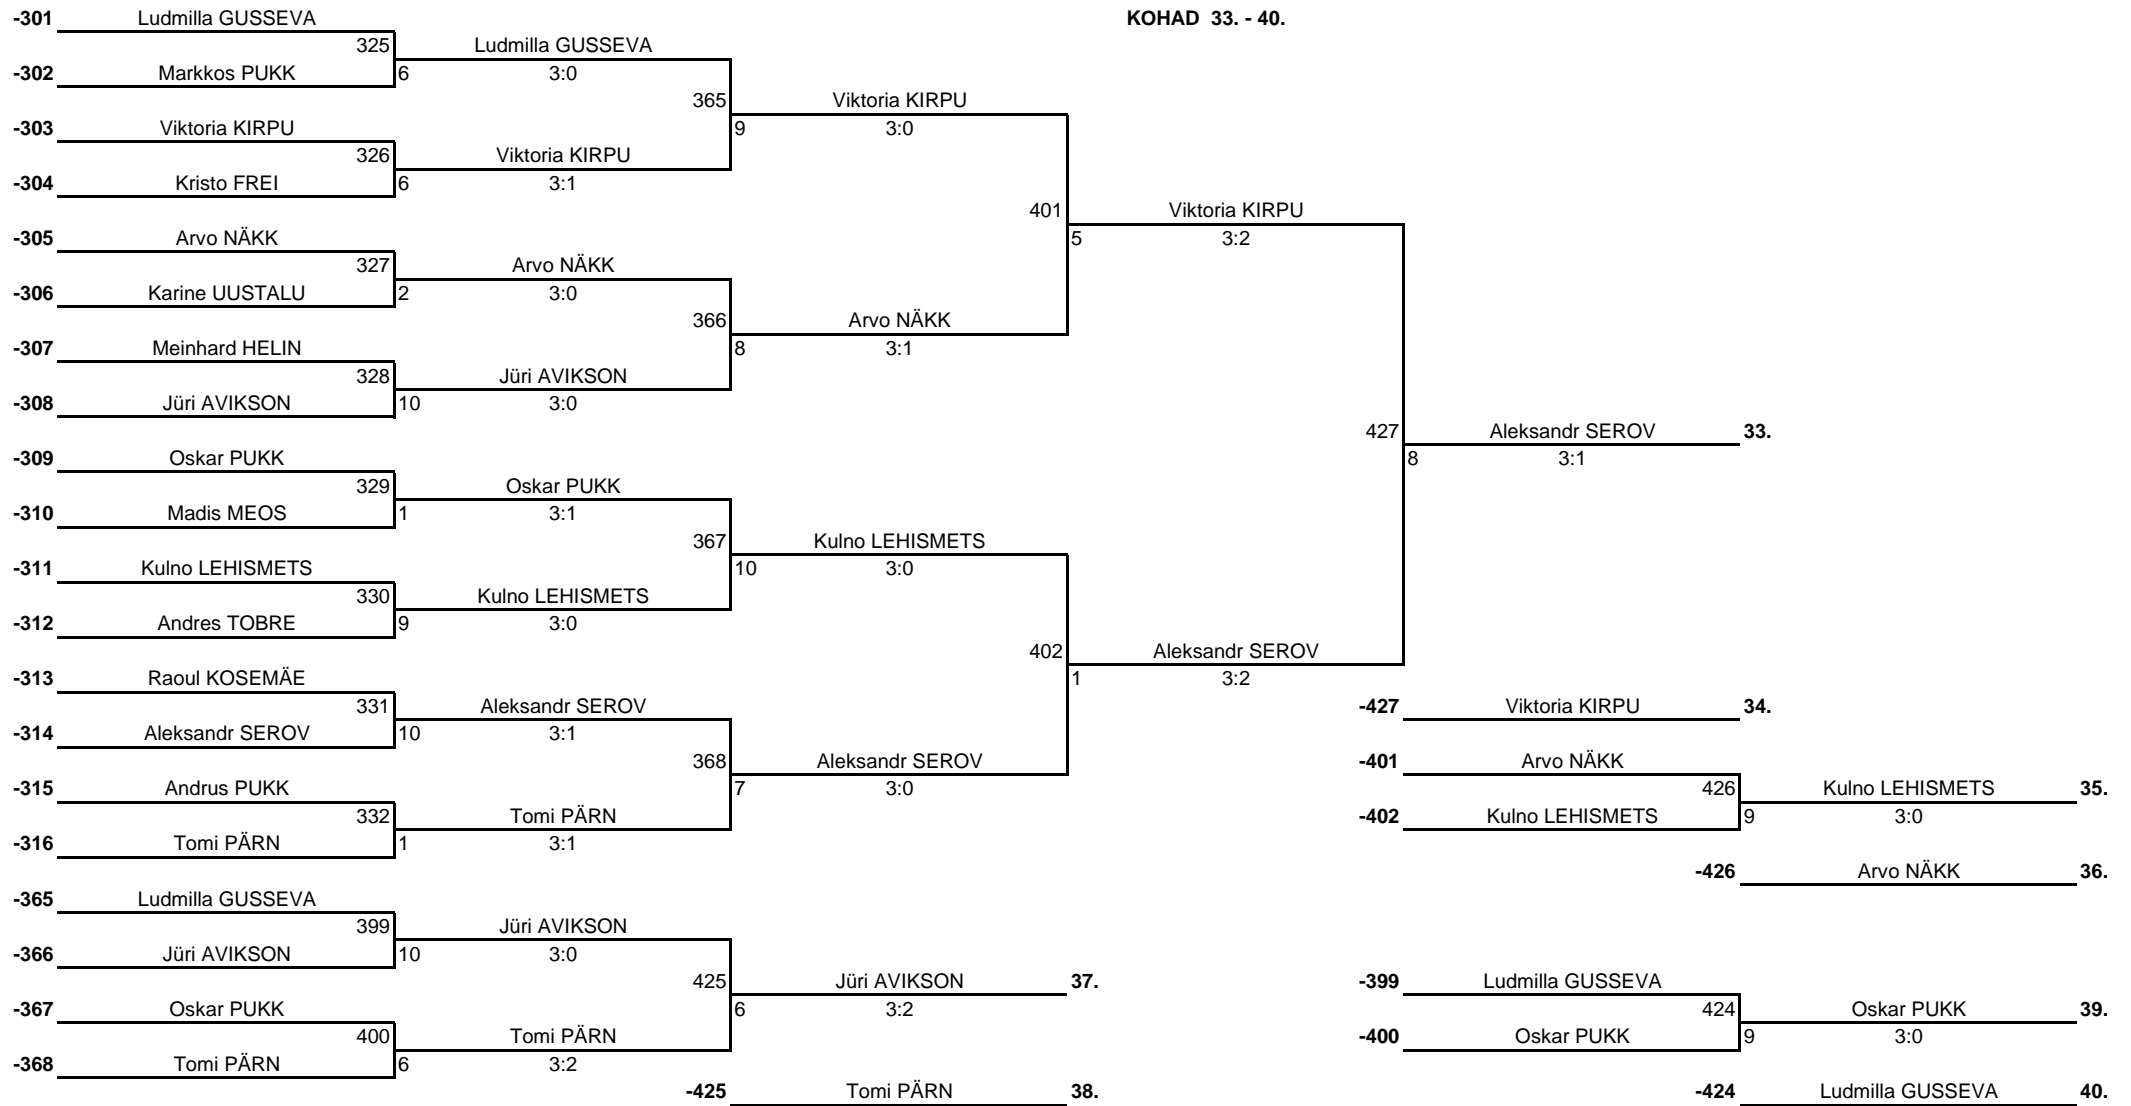 -301 Ludmilla GUSSEVA KOHAD 33. - 40.
325 Ludmilla GUSSEVA
-302 Markkos PUKK 6 3:0
365 Viktoria KIRPU
-303 Viktoria KIRPU 9 3:0
326 Viktoria KIRPU
-304 Kristo FREI 6 3:1
401 Viktoria KIRPU
-305 Arvo NÄKK 5 3:2
327 Arvo NÄKK
-306 Karine UUSTALU 2 3:0
366 Arvo NÄKK
-307 Meinhard HELIN 8 3:1
328 Jüri AVIKSON
-308 Jüri AVIKSON 10 3:0
427 Aleksandr SEROV 33.
-309 Oskar PUKK 8 3:1
329 Oskar PUKK
-310 Madis MEOS 1 3:1
367 Kulno LEHISMETS
-311 Kulno LEHISMETS 10 3:0
330 Kulno LEHISMETS
-312 Andres TOBRE 9 3:0
402 Aleksandr SEROV
-313 Raoul KOSEMÄE 1 3:2
331 Aleksandr SEROV -427 Viktoria KIRPU 34.
-314 Aleksandr SEROV 10 3:1
368 Aleksandr SEROV -401 Arvo NÄKK
-315 Andrus PUKK 7 3:0 426 Kulno LEHISMETS 35.
332 Tomi PÄRN -402 Kulno LEHISMETS 9 3:0
-316 Tomi PÄRN 1 3:1
-426 Arvo NÄKK 36.
-365 Ludmilla GUSSEVA
399 Jüri AVIKSON
-366 Jüri AVIKSON 10 3:0
425 Jüri AVIKSON 37. -399 Ludmilla GUSSEVA
-367 Oskar PUKK 6 3:2 424 Oskar PUKK 39.
400 Tomi PÄRN -400 Oskar PUKK 9 3:0
-368 Tomi PÄRN 6 3:2
-425 Tomi PÄRN 38. -424 Ludmilla GUSSEVA 40.